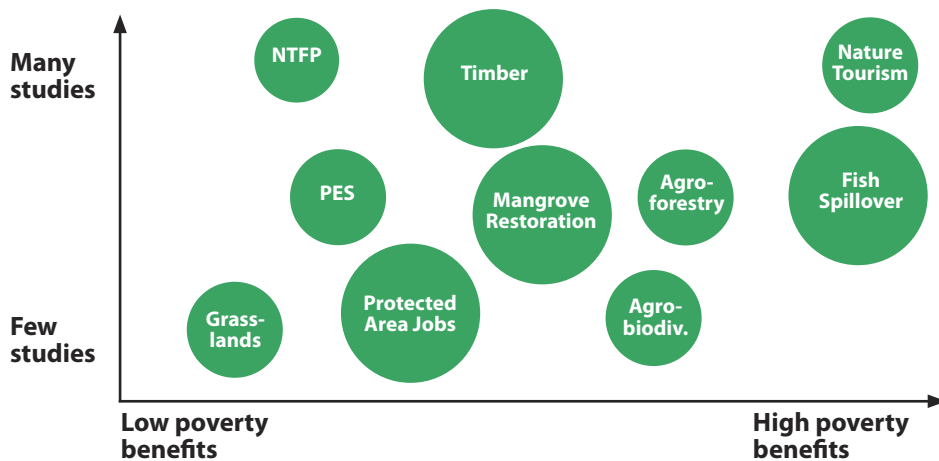 Many
studies
NTFP
Timber
Nature
Tourism
PES
Mangrove
Restoration
Agro-
forestry
Fish
Spillover
Few
studies
Grass-
lands
Protected
Area Jobs
Agro-
biodiv.
Low poverty
benefits
High poverty
benefits